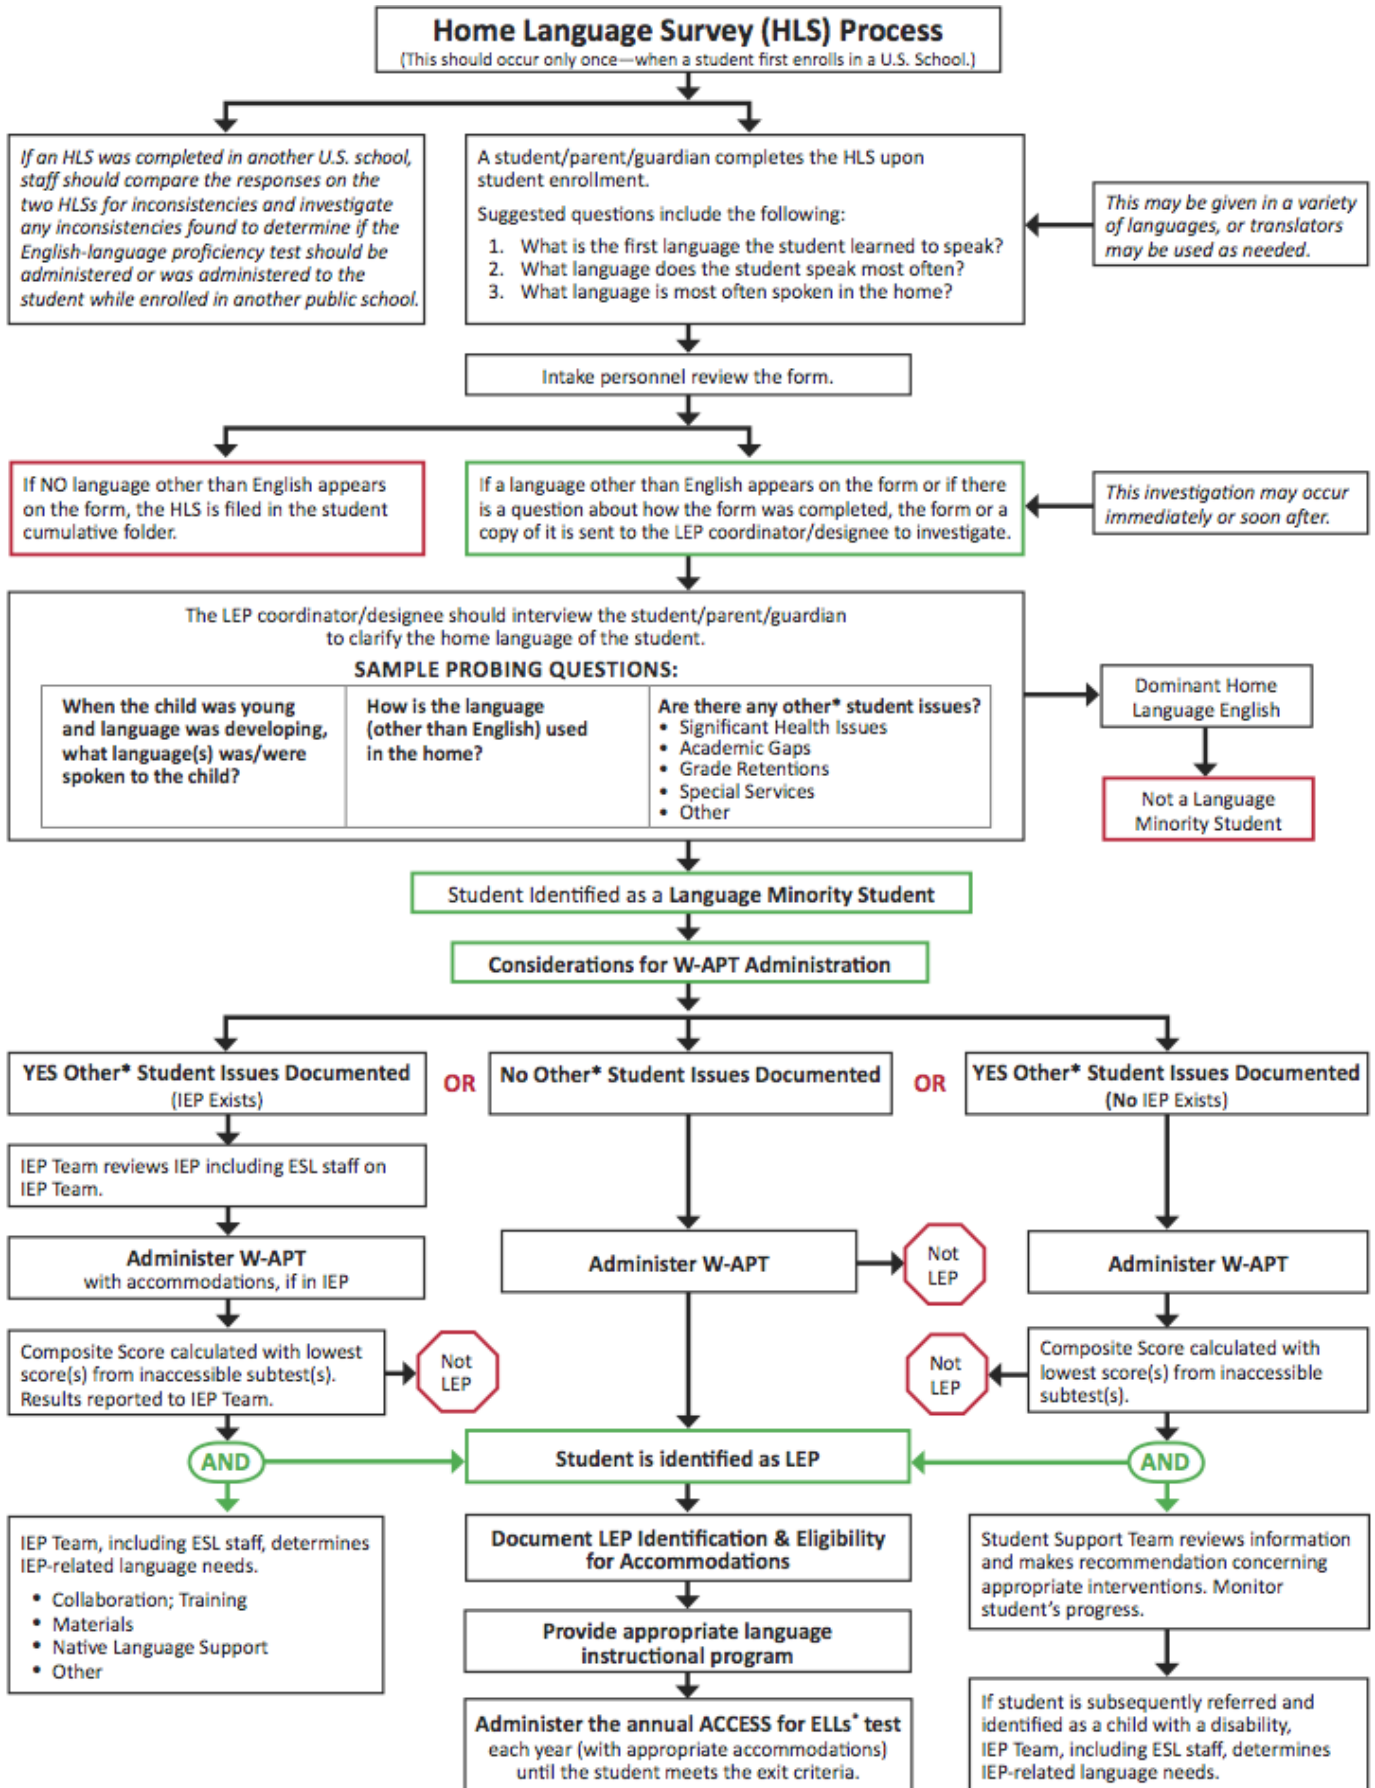 Home Language Survey (HLS) Process
(This should occur only once—when a student first enrolls in a U.S. School.)
If an HLS was completed in another U.S. school,
staff should compare the responses on the
two HLSs for inconsistencies and investigate
any inconsistencies found to determine if the
English-language proficiency test should be
administered or was administered to the
student while enrolled in another public school.
A student/parent/guardian completes the HLS upon
student enrollment.
Suggested questions include the following:
1. What is the first language the student learned to speak?
2. What language does the student speak most often?
3. What language is most often spoken in the home?
This may be given in a variety
of languages, or translators
may be used as needed.
Intake personnel review the form.
If NO language other than English appears
on the form, the HLS is filed in the student
cumulative folder.
If a language other than English appears on the form or if there
is a question about how the form was completed, the form or a
copy of it is sent to the LEP coordinator/designee to investigate.
This investigation may occur
immediately or soon after.
The LEP coordinator/designee should interview the student/parent/guardian
to clarify the home language of the student.
SAMPLE PROBING QUESTIONS:
When the child was young
and language was developing,
what language(s) was/were
spoken to the child?
How is the language
(other than English) used
in the home?
Are there any other* student issues?
• Significant Health Issues
• Academic Gaps
• Grade Retentions
• Special Services
• Other
Dominant Home
Language English
Not a Language
Minority Student
Student Identified as a Language Minority Student
Considerations for W-APT Administration
YES Other* Student Issues Documented
(IEP Exists)
OR
No Other* Student Issues Documented
OR
YES Other* Student Issues Documented
(No IEP Exists)
IEP Team reviews IEP including ESL staff on
IEP Team.
Administer W-APT
with accommodations, if in IEP
Administer W-APT
Not
LEP
Administer W-APT
Composite Score calculated with lowest
score(s) from inaccessible subtest(s).
Results reported to IEP Team.
Not
LEP
Not
LEP
Composite Score calculated with
lowest score(s) from inaccessible
subtest(s).
AND
Student is identified as LEP
AND
IEP Team, including ESL staff, determines
IEP-related language needs.
• Collaboration; Training
• Materials
• Native Language Support
• Other
Document LEP Identification & Eligibility
for Accommodations
Provide appropriate language
instructional program
Administer the annual ACCESS for ELLs® test
each year (with appropriate accommodations)
until the student meets the exit criteria.
Student Support Team reviews information
and makes recommendation concerning
appropriate interventions. Monitor
student's progress.
If student is subsequently referred and
identified as a child with a disability,
IEP Team, including ESL staff, determines
IEP-related language needs.